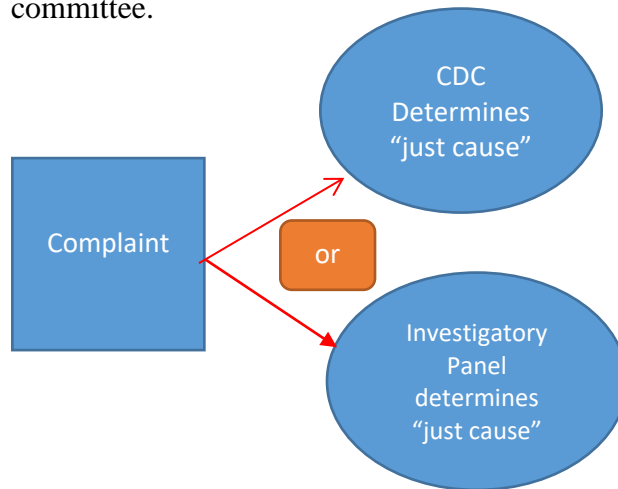 committee.
CDC
Determines
“just cause”
Complaint
or
Investigatory
Panel
determines
“just cause”